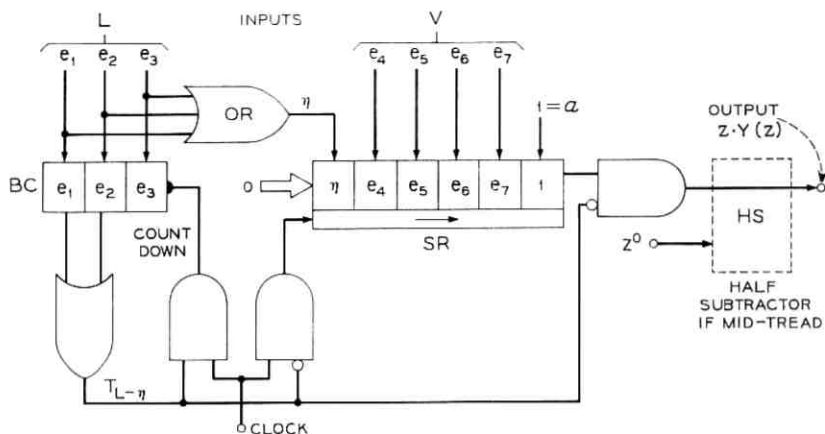 L INPUTS V
e1 e2 e3 e4 e5 e6 e7
OR η 1 = a
OUTPUT
Z·Y(Z)
BC e1 e2 e3 0 η e4 e5 e6 e7 1
COUNT
DOWN
SR
HS
Z⁰
HALF
SUBTRACTOR
IF MID-TREAD
T_{L-η}
CLOCK